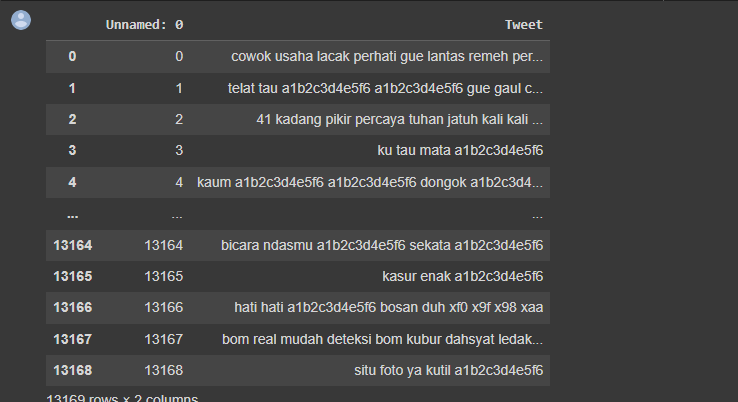 Unnamed: 0 Tweet
0 0 cowok usaha lacak perhati gue lantas remeh per...
1 1 telat tau a1b2c3d4e5f6 a1b2c3d4e5f6 gue gaul c...
2 2 41 kadang pikir percaya tuhan jatuh kali kali ...
3 3 ku tau mata a1b2c3d4e5f6
4 4 kaum a1b2c3d4e5f6 a1b2c3d4e5f6 dongok a1b2c3d4...
... ... ...
13164 13164 bicara ndasmu a1b2c3d4e5f6 sekata a1b2c3d4e5f6
13165 13165 kasur enak a1b2c3d4e5f6
13166 13166 hati hati a1b2c3d4e5f6 bosan duh xf0 x9f x98 xaa
13167 13167 bom real mudah deteksi bom kubur dahsyat ledak...
13168 13168 situ foto ya kutil a1b2c3d4e5f6
13169 rows × 2 columns